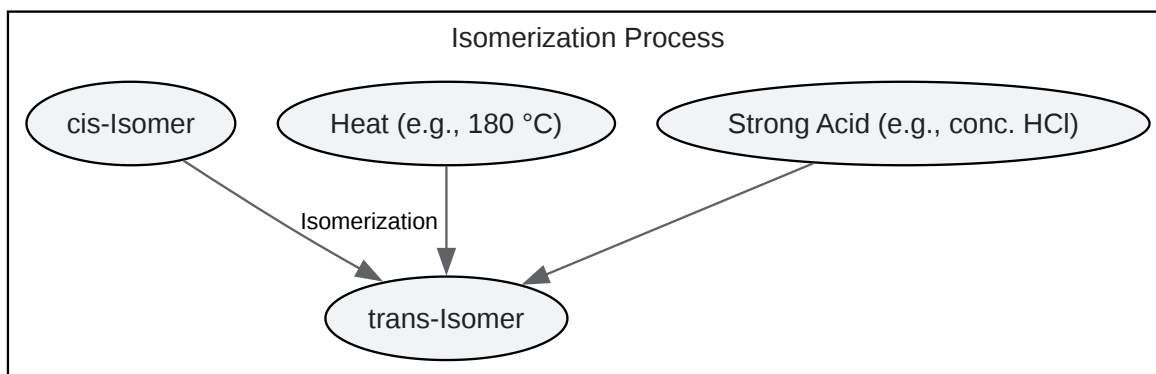 Isomerization Process
cis-Isomer
Heat (e.g., 180 °C)
Strong Acid (e.g., conc. HCl)
Isomerization
trans-Isomer